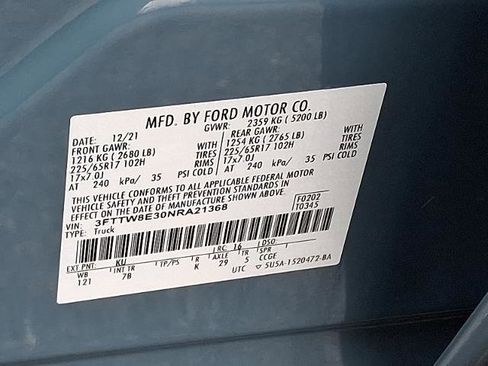 MFD. BY FORD MOTOR CO.
DATE: 12/21 GVWR: 2359 KG ( 5200 LB)
FRONT GAWR: REAR GAWR:
1216 KG ( 2680 LB) WITH 1254 KG ( 2765 LB) WITH
225/65R17 102H TIRES 225/65R17 102H TIRES
17x7.0J RIMS 17x7.0J RIMS
AT 240 kPa/ 35 PSI COLD AT 240 kPa/ 35 PSI COLD
THIS VEHICLE CONFORMS TO ALL APPLICABLE FEDERAL MOTOR
VEHICLE SAFETY AND THEFT PREVENTION STANDARDS IN
EFFECT ON THE DATE OF MANUFACTURE SHOWN ABOVE.
VIN: 3FTTW8E30NRA21368 F0202
TYPE: Truck T0345
EXT PNT: KU RC: 16 DSO:
WB INT TR TP/PS R AXLE TR SPR
121 7B K 29 5 CCGE
UTC 5U5A-1520472-BA